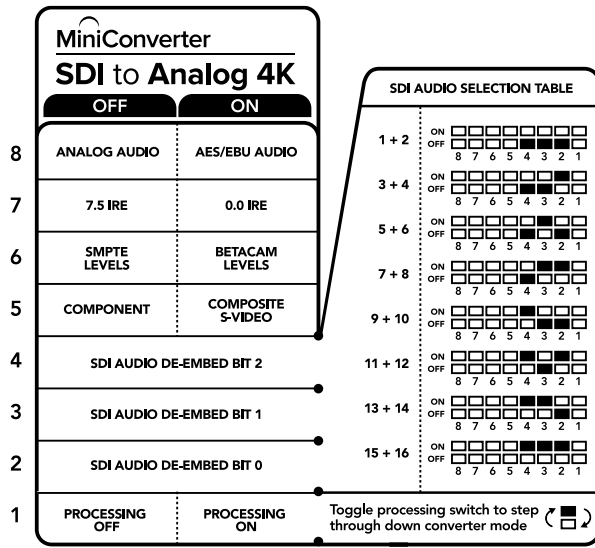 MiniConverter
SDI to Analog 4K
OFF ON
8 ANALOG AUDIO AES/EBU AUDIO
7 7.5 IRE 0.0 IRE
6 SMPTE LEVELS BETACAM LEVELS
5 COMPONENT COMPOSITE S-VIDEO
4 SDI AUDIO DE-EMBED BIT 2
3 SDI AUDIO DE-EMBED BIT 1
2 SDI AUDIO DE-EMBED BIT 0
1 PROCESSING OFF PROCESSING ON
SDI AUDIO SELECTION TABLE
1 + 2 ON
OFF
8 7 6 5 4 3 2 1
3 + 4 ON
OFF
8 7 6 5 4 3 2 1
5 + 6 ON
OFF
8 7 6 5 4 3 2 1
7 + 8 ON
OFF
8 7 6 5 4 3 2 1
9 + 10 ON
OFF
8 7 6 5 4 3 2 1
11 + 12 ON
OFF
8 7 6 5 4 3 2 1
13 + 14 ON
OFF
8 7 6 5 4 3 2 1
15 + 16 ON
OFF
8 7 6 5 4 3 2 1
Toggle processing switch to step
through down converter mode